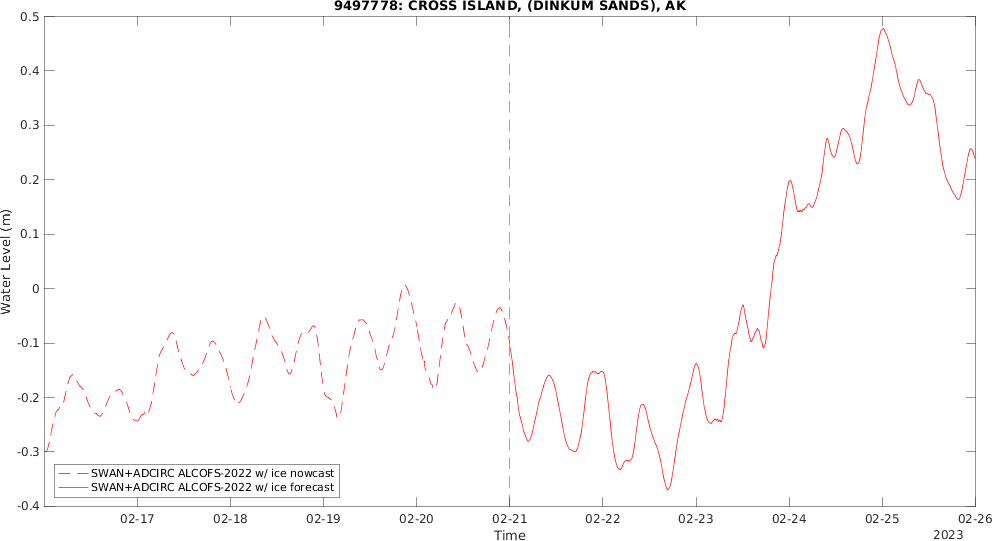 9497778: CROSS ISLAND, (DINKUM SANDS), AK
0.5
0.4
0.3
0.2
0.1
0
-0.1
-0.2
-0.3
-0.4
Water Level (m)
SWAN+ADCIRC ALCOFS-2022 w/ ice nowcast
SWAN+ADCIRC ALCOFS-2022 w/ ice forecast
02-17 02-18 02-19 02-20 02-21 02-22 02-23 02-24 02-25 02-26
Time
2023